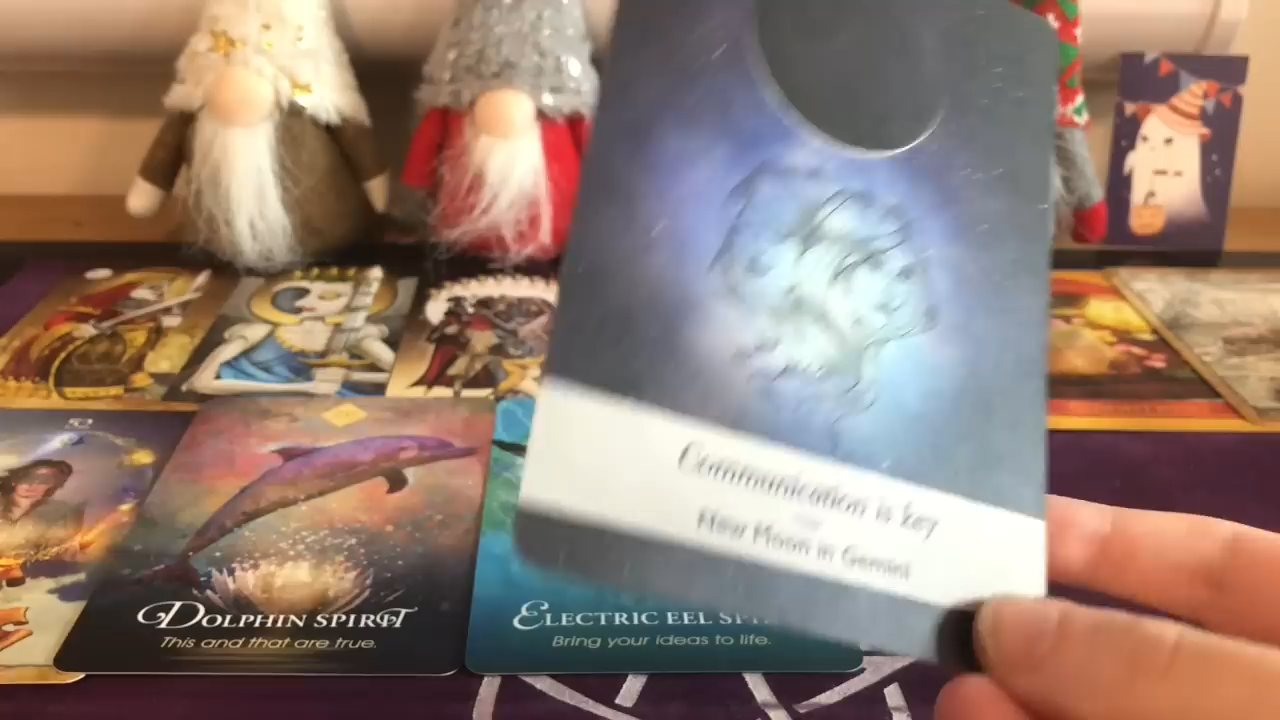 Communication is key
New Moon in Gemini
DOLPHIN SPIRIT
This and that are true.
ELECTRIC EEL
Bring your ideas to life.